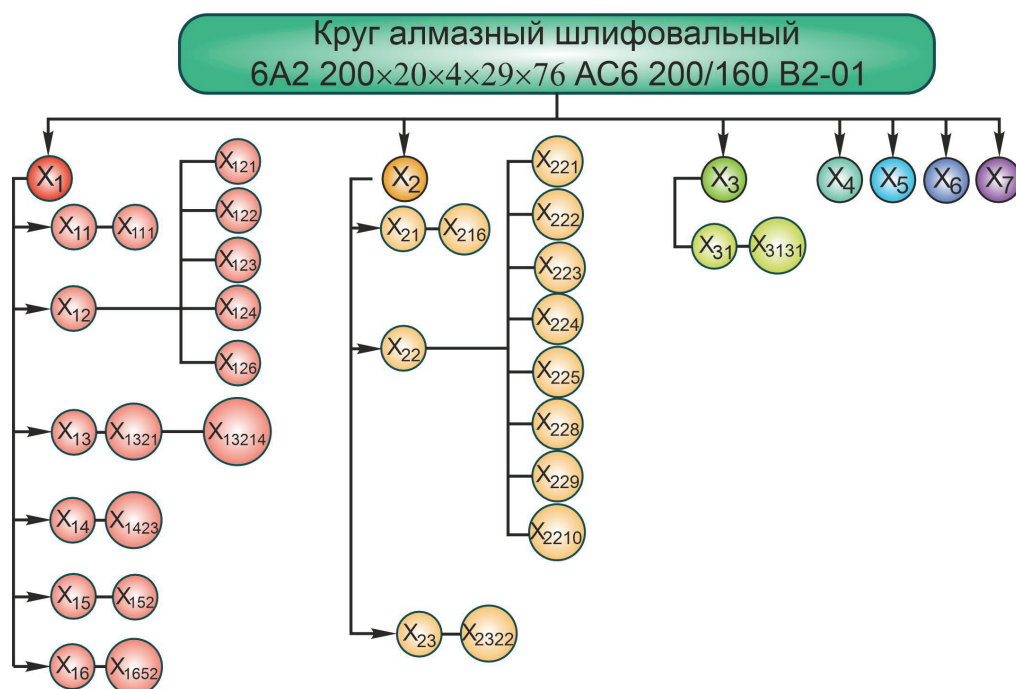 Круг алмазный шлифовальный
6А2 200×20×4×29×76 АС6 200/160 В2-01
X1 X2 X3 X4 X5 X6 X7
X11 X111
X12
X121
X122
X123
X124
X126
X13 X1321 X13214
X14 X1423
X15 X152
X16 X1652
X21 X216
X22
X221
X222
X223
X224
X225
X228
X229
X2210
X23 X2322
X31 X3131